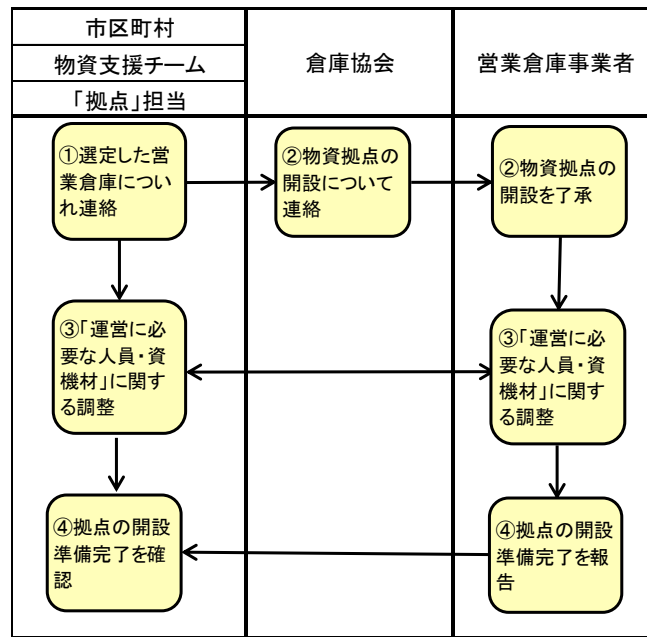 市区町村
物資支援チーム
「拠点」担当
倉庫協会
営業倉庫事業者
①選定した営
業倉庫につい
れ連絡
②物資拠点の
開設について
連絡
②物資拠点の
開設を了承
③「運営に必
要な人員・資
機材」に関す
る調整
③「運営に必
要な人員・資
機材」に関す
る調整
④拠点の開設
準備完了を確
認
④拠点の開設
準備完了を報
告